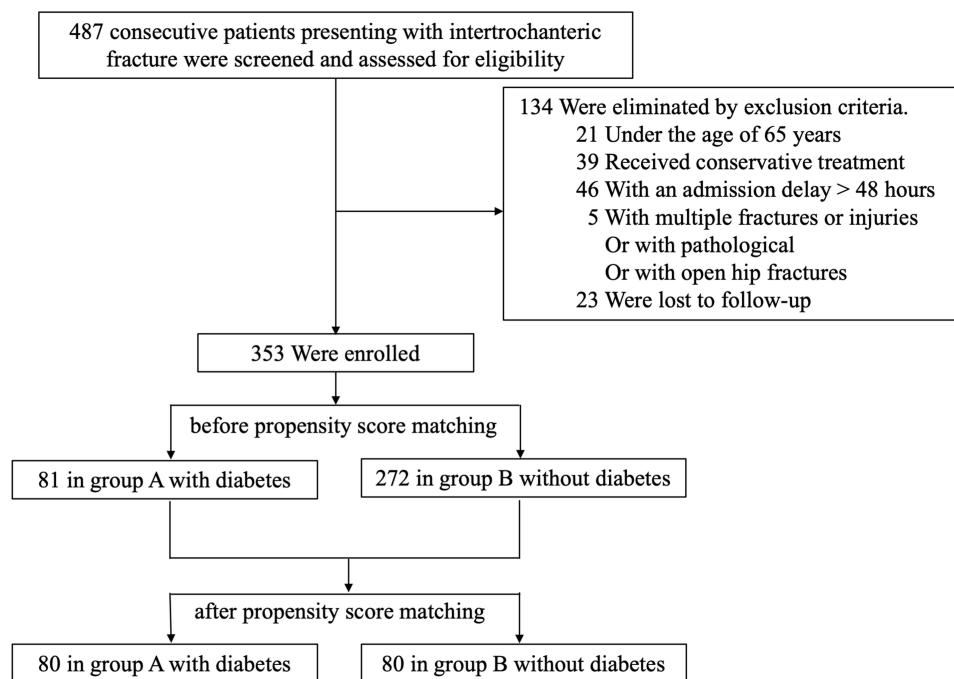 487 consecutive patients presenting with intertrochanteric
fracture were screened and assessed for eligibility
134 Were eliminated by exclusion criteria.
21 Under the age of 65 years
39 Received conservative treatment
46 With an admission delay > 48 hours
5 With multiple fractures or injuries
Or with pathological
Or with open hip fractures
23 Were lost to follow-up
353 Were enrolled
before propensity score matching
81 in group A with diabetes
272 in group B without diabetes
after propensity score matching
80 in group A with diabetes
80 in group B without diabetes